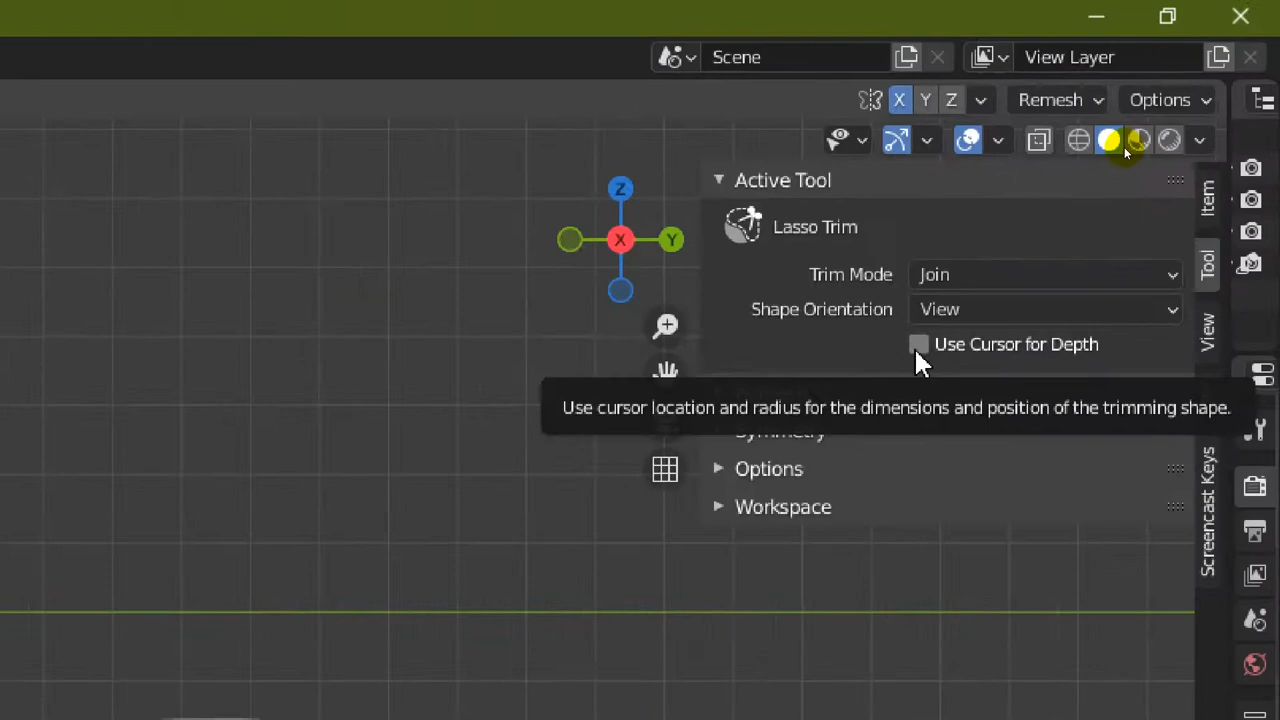 Scene
View Layer
X Y Z Remesh Options
Active Tool
Lasso Trim
Trim Mode Join
Shape Orientation View
Use Cursor for Depth
Use cursor location and radius for the dimensions and position of the trimming shape.
Symmetry
Options
Workspace
Z
X
Y
Item
Tool
View
Screencast Keys